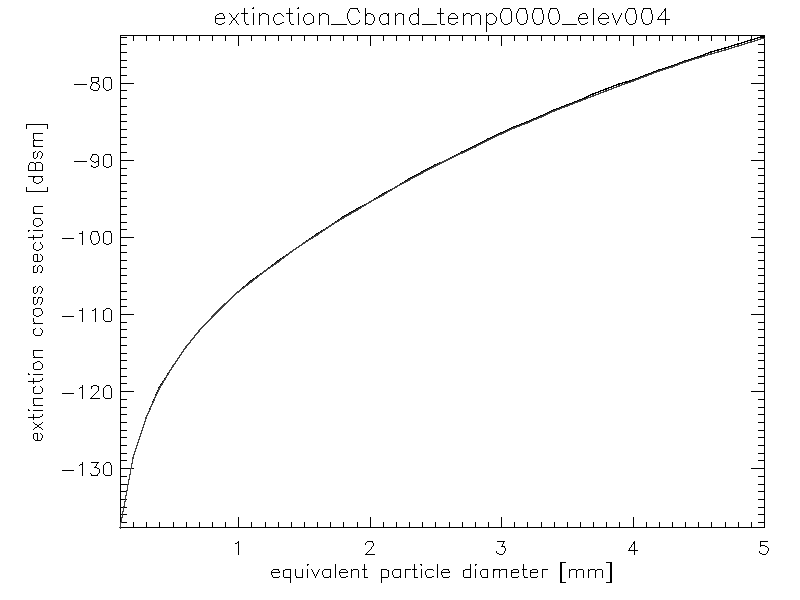 extinction_Cband_temp0000_elev004
extinction cross section [dBsm]
−80
−90
−100
−110
−120
−130
1 2 3 4 5
equivalent particle diameter [mm]